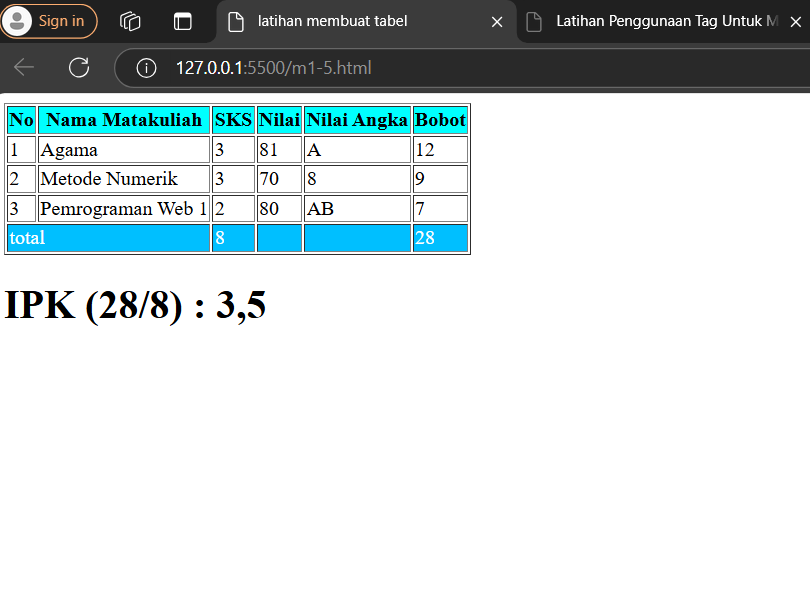 Sign in
latihan membuat tabel
Latihan Penggunaan Tag Untuk M
127.0.0.1:5500/m1-5.html
No Nama Matakuliah SKS Nilai Nilai Angka Bobot
1 Agama 3 81 A 12
2 Metode Numerik 3 70 8 9
3 Pemrograman Web 1 2 80 AB 7
total 8 28
IPK (28/8) : 3,5